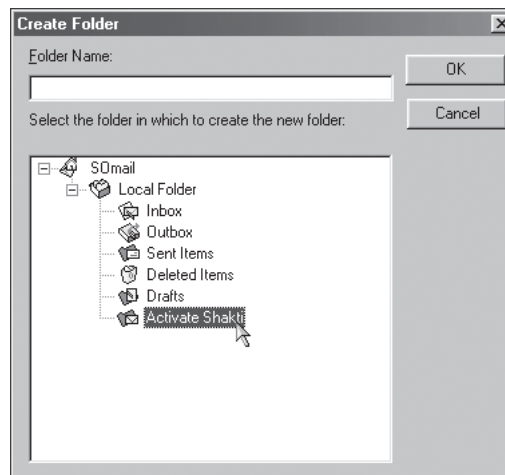 Create Folder
Folder Name:
OK
Cancel
Select the folder in which to create the new folder:
SOmail
Local Folder
Inbox
Outbox
Sent Items
Deleted Items
Drafts
Activate Shakti